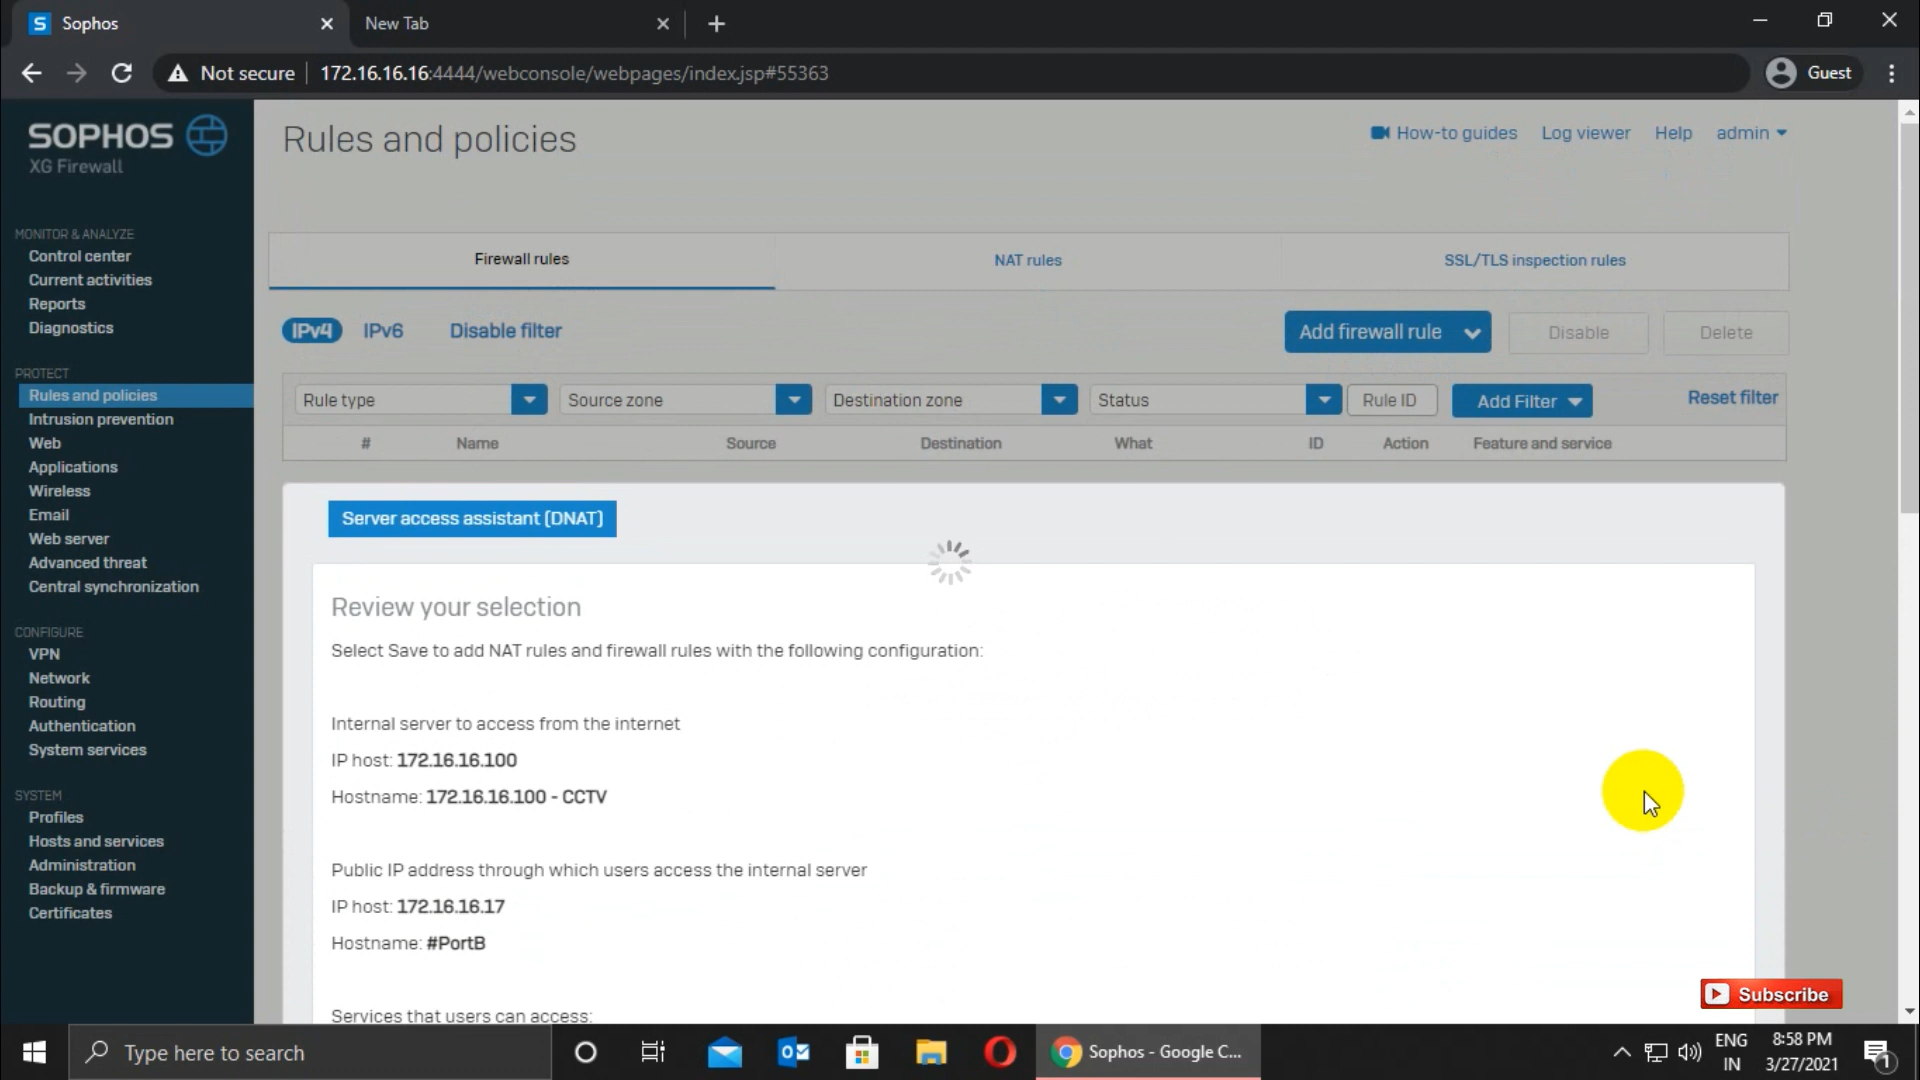 Sophos
New Tab
Not secure
172.16.16.16:4444/webconsole/webpages/index.jsp#55363
Guest
SOPHOS
XG Firewall
Rules and policies
How-to guides
Log viewer
Help
admin
MONITOR & ANALYZE
Control center
Current activities
Reports
Diagnostics
PROTECT
Rules and policies
Intrusion prevention
Web
Applications
Wireless
Email
Web server
Advanced threat
Central synchronization
CONFIGURE
VPN
Network
Routing
Authentication
System services
SYSTEM
Profiles
Hosts and services
Administration
Backup & firmware
Certificates
Firewall rules
NAT rules
SSL/TLS inspection rules
IPv4
IPv6
Disable filter
Add firewall rule
Disable
Delete
Rule type
Source zone
Destination zone
Status
Rule ID
Add Filter
Reset filter
#
Name
Source
Destination
What
ID
Action
Feature and service
Server access assistant (DNAT)
Review your selection
Select Save to add NAT rules and firewall rules with the following configuration:
Internal server to access from the internet
IP host: 172.16.16.100
Hostname: 172.16.16.100 - CCTV
Public IP address through which users access the internal server
IP host: 172.16.16.17
Hostname: #PortB
Services that users can access:
Subscribe
Type here to search
Sophos - Google C...
ENG
IN
8:58 PM
3/27/2021
1